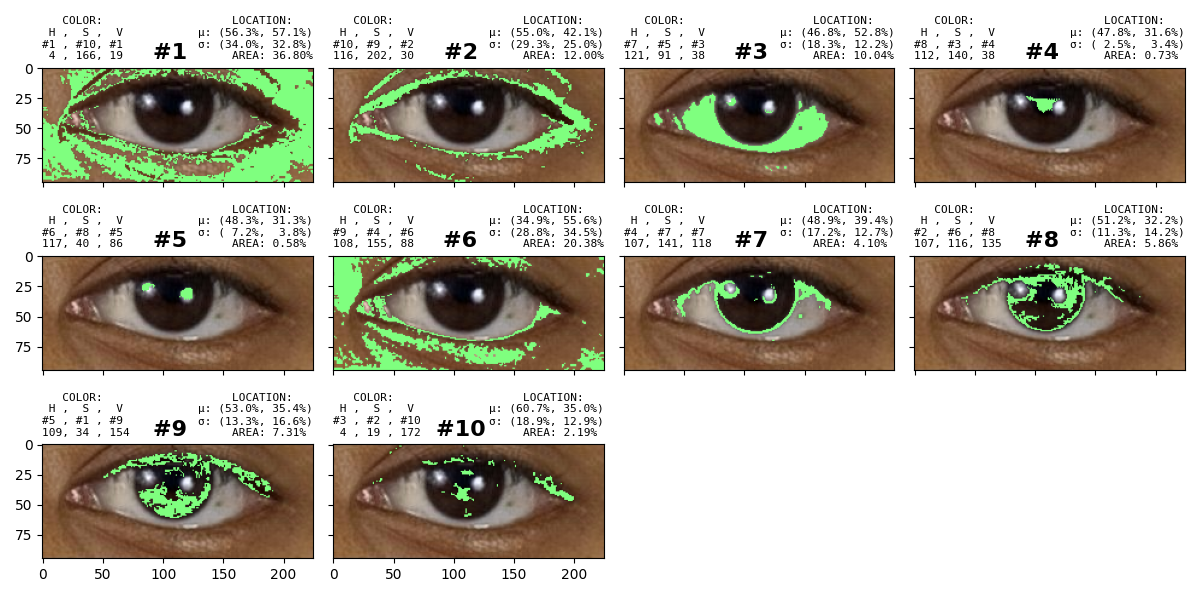 COLOR: LOCATION: COLOR: LOCATION: COLOR: LOCATION: COLOR: LOCATION:
H , S , V μ: (56.3%, 57.1%) H , S , V μ: (55.0%, 42.1%) H , S , V μ: (46.8%, 52.8%) H , S , V μ: (47.8%, 31.6%)
#1 , #10, #1 #1 σ: (34.0%, 32.8%) #10, #9 , #2 #2 σ: (29.3%, 25.0%) #7 , #5 , #3 #3 σ: (18.3%, 12.2%) #8 , #3 , #4 #4 σ: ( 2.5%, 3.4%)
4 , 166, 19 AREA: 36.80% 116, 202, 30 AREA: 12.00% 121, 91 , 38 AREA: 10.04% 112, 140, 38 AREA: 0.73%
0
25
50
75
COLOR: LOCATION: COLOR: LOCATION: COLOR: LOCATION: COLOR: LOCATION:
H , S , V μ: (48.3%, 31.3%) H , S , V μ: (34.9%, 55.6%) H , S , V μ: (48.9%, 39.4%) H , S , V μ: (51.2%, 32.2%)
#6 , #8 , #5 #5 σ: ( 7.2%, 3.8%) #9 , #4 , #6 #6 σ: (28.8%, 34.5%) #4 , #7 , #7 #7 σ: (17.2%, 12.7%) #2 , #6 , #8 #8 σ: (11.3%, 14.2%)
117, 40 , 86 AREA: 0.58% 108, 155, 88 AREA: 20.38% 107, 141, 118 AREA: 4.10% 107, 116, 135 AREA: 5.86%
0
25
50
75
COLOR: LOCATION: COLOR: LOCATION:
H , S , V μ: (53.0%, 35.4%) H , S , V μ: (60.7%, 35.0%)
#5 , #1 , #9 #9 σ: (13.3%, 16.6%) #3 , #2 , #10 #10 σ: (18.9%, 12.9%)
109, 34 , 154 AREA: 7.31% 4 , 19 , 172 AREA: 2.19%
0
25
50
75
0 50 100 150 200 0 50 100 150 200